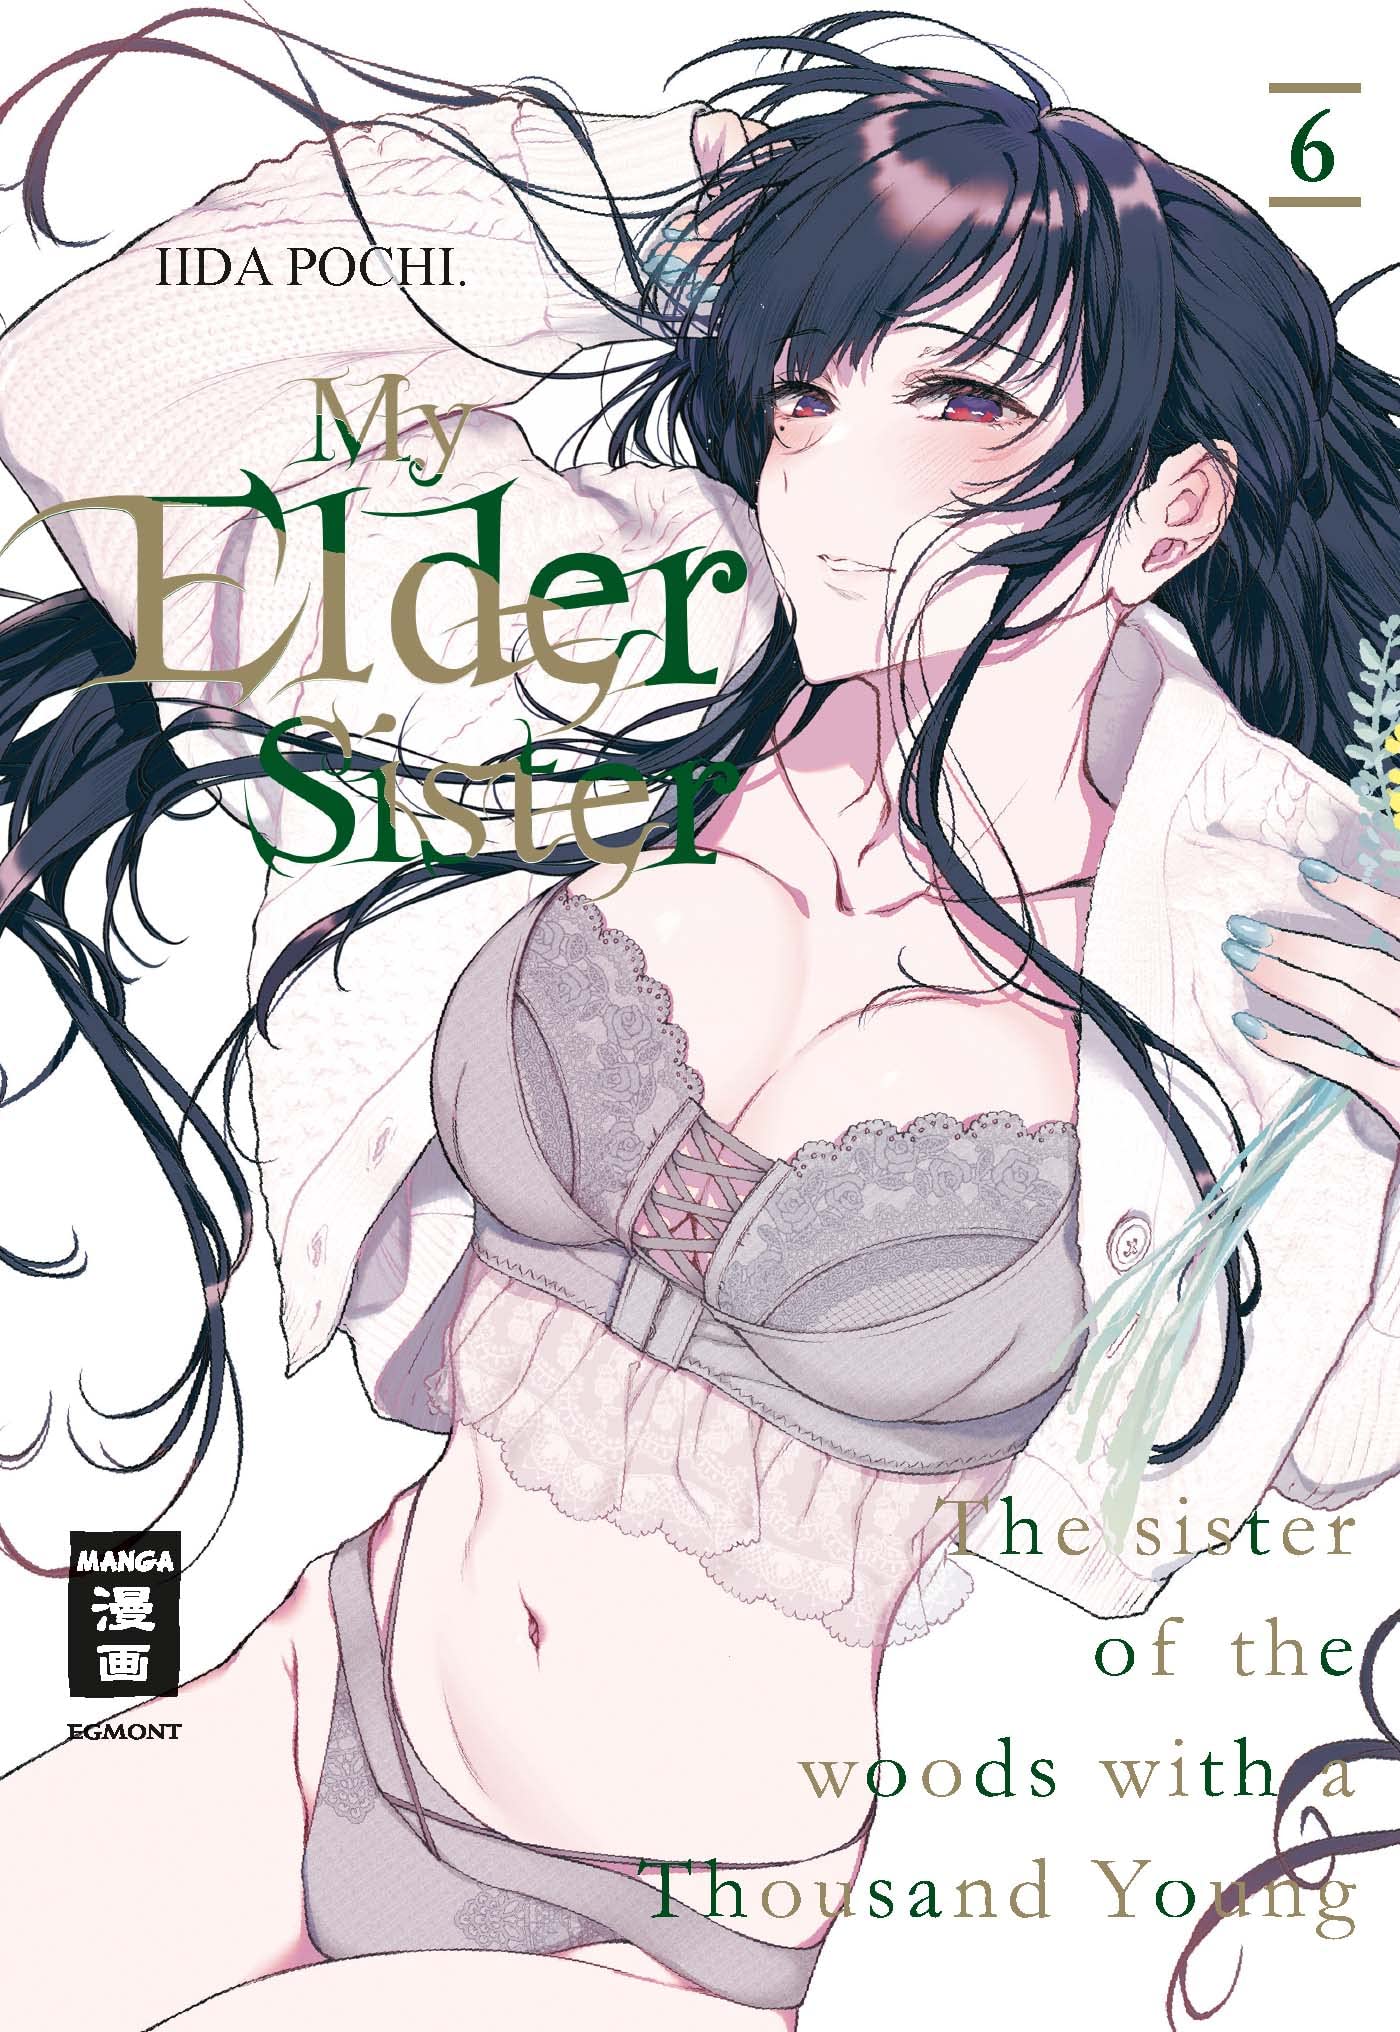 6
IIDA POCHI.
My
Elder
Sister
The sister
of the
woods with a
Thousand Young
MANGA
漫
画
EGMONT